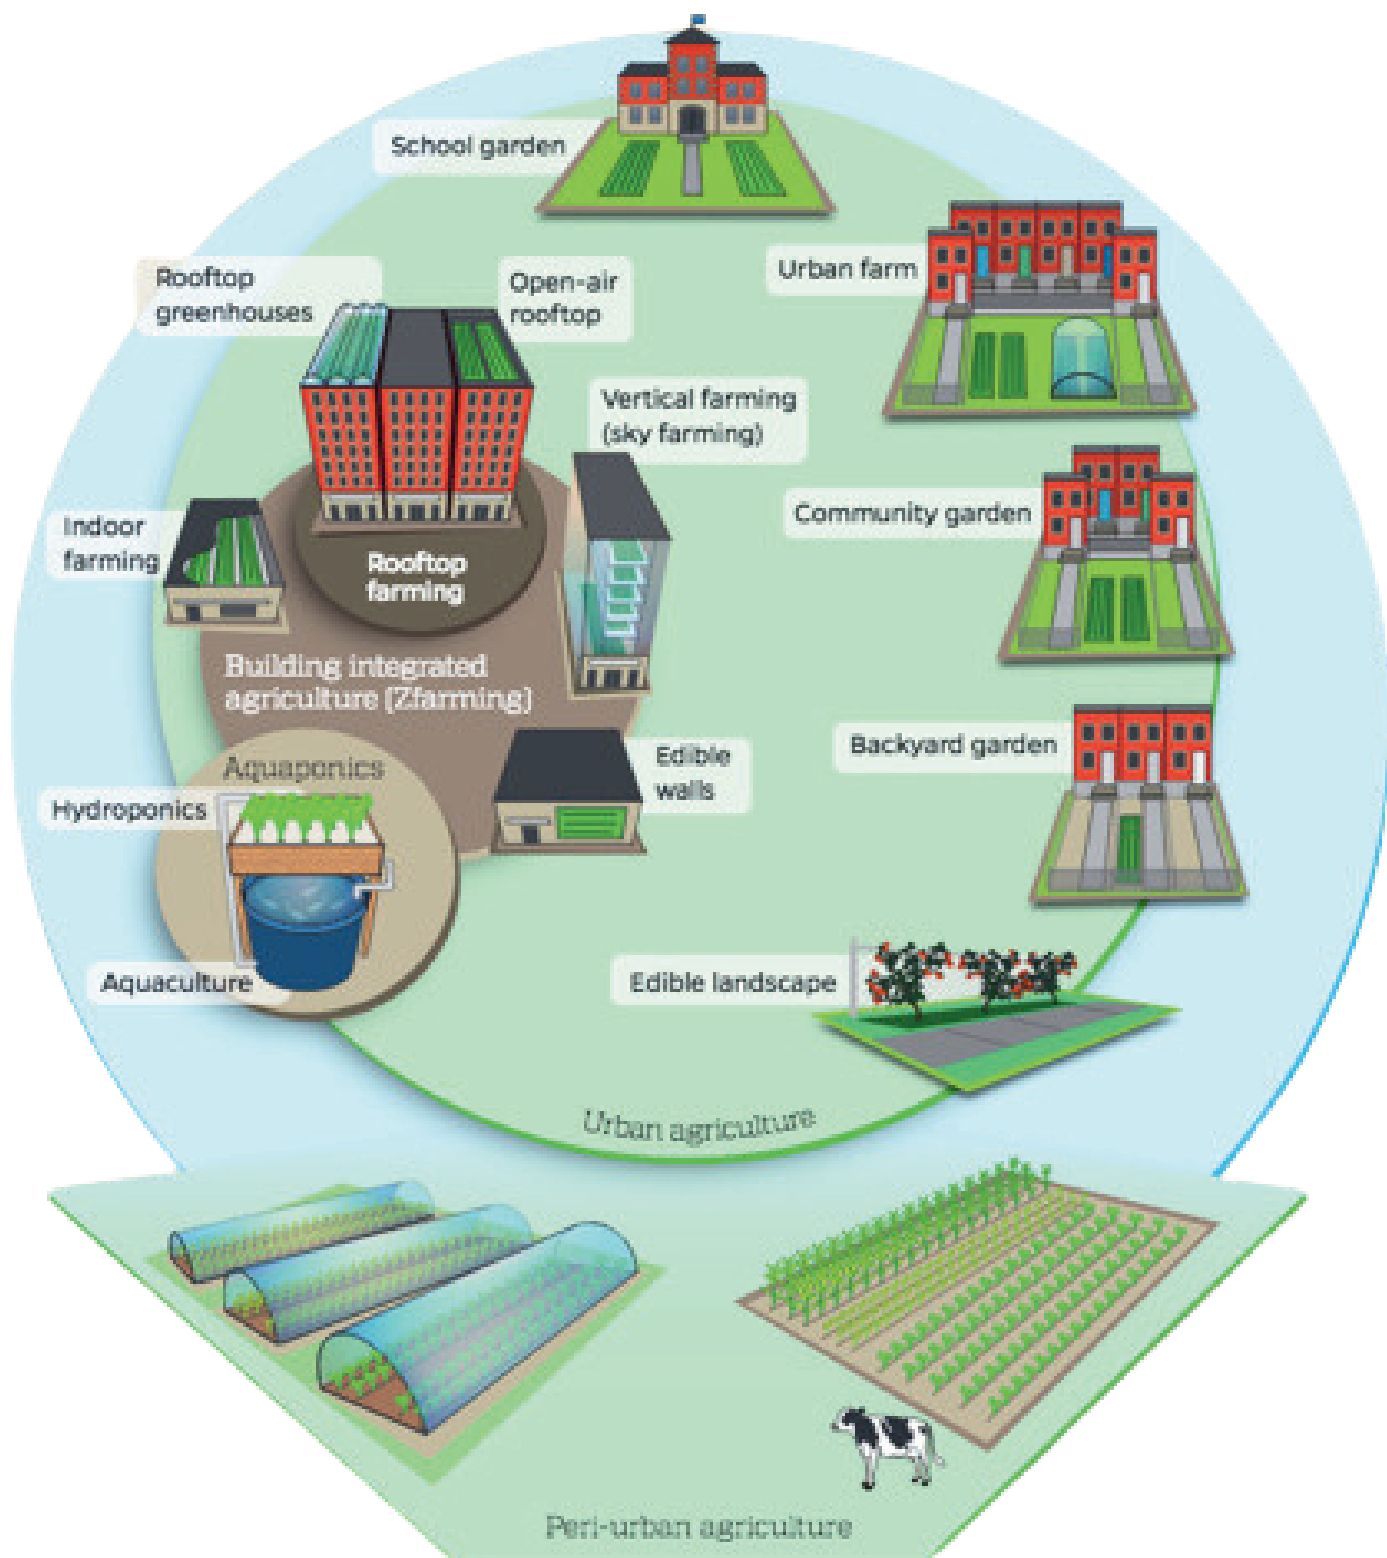 School garden
Rooftop
greenhouses
Open-air
rooftop
Urban farm
Vertical farming
(sky farming)
Indoor
farming
Rooftop
farming
Community garden
Building integrated
agriculture (Zfarming)
Backyard garden
Edible
walls
Aquaponics
Hydroponics
Aquaculture
Edible landscape
Urban agriculture
Peri-urban agriculture